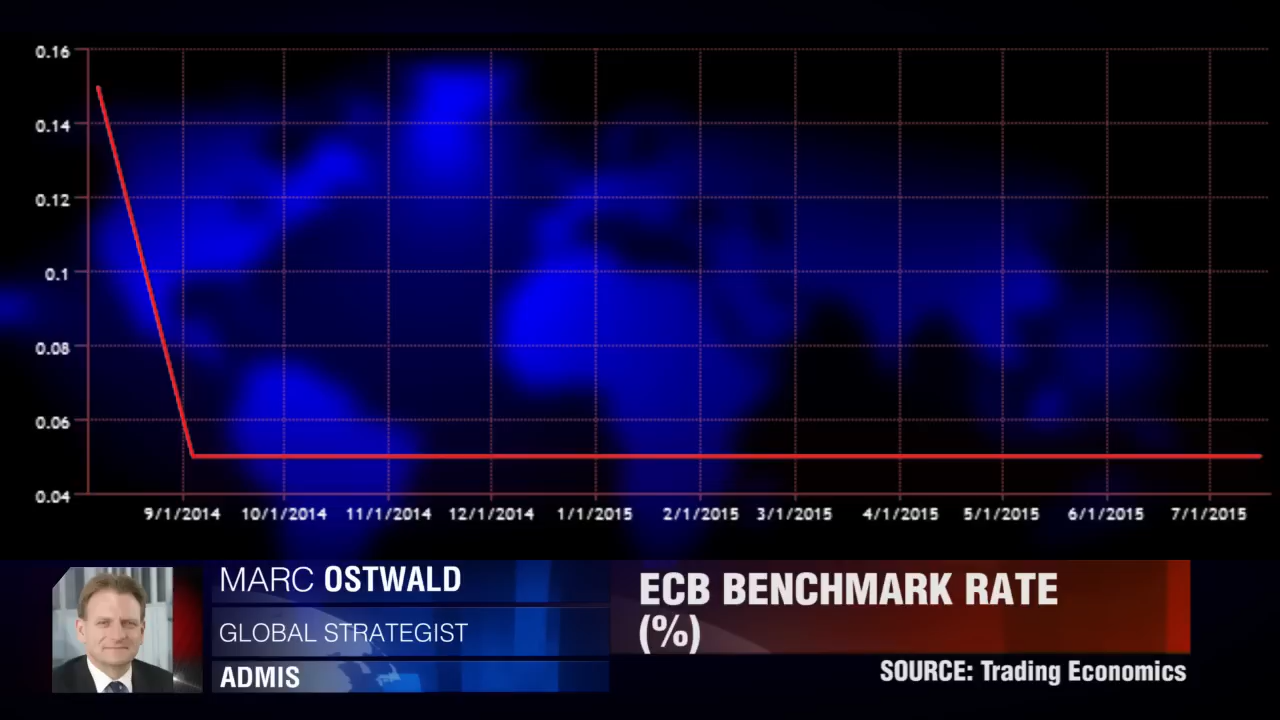 0.16
0.14
0.12
0.1
0.08
0.06
0.04
9/1/2014 10/1/2014 11/1/2014 12/1/2014 1/1/2015 2/1/2015 3/1/2015 4/1/2015 5/1/2015 6/1/2015 7/1/2015
MARC OSTWALD
GLOBAL STRATEGIST
ADMIS
ECB BENCHMARK RATE
(%)
SOURCE: Trading Economics